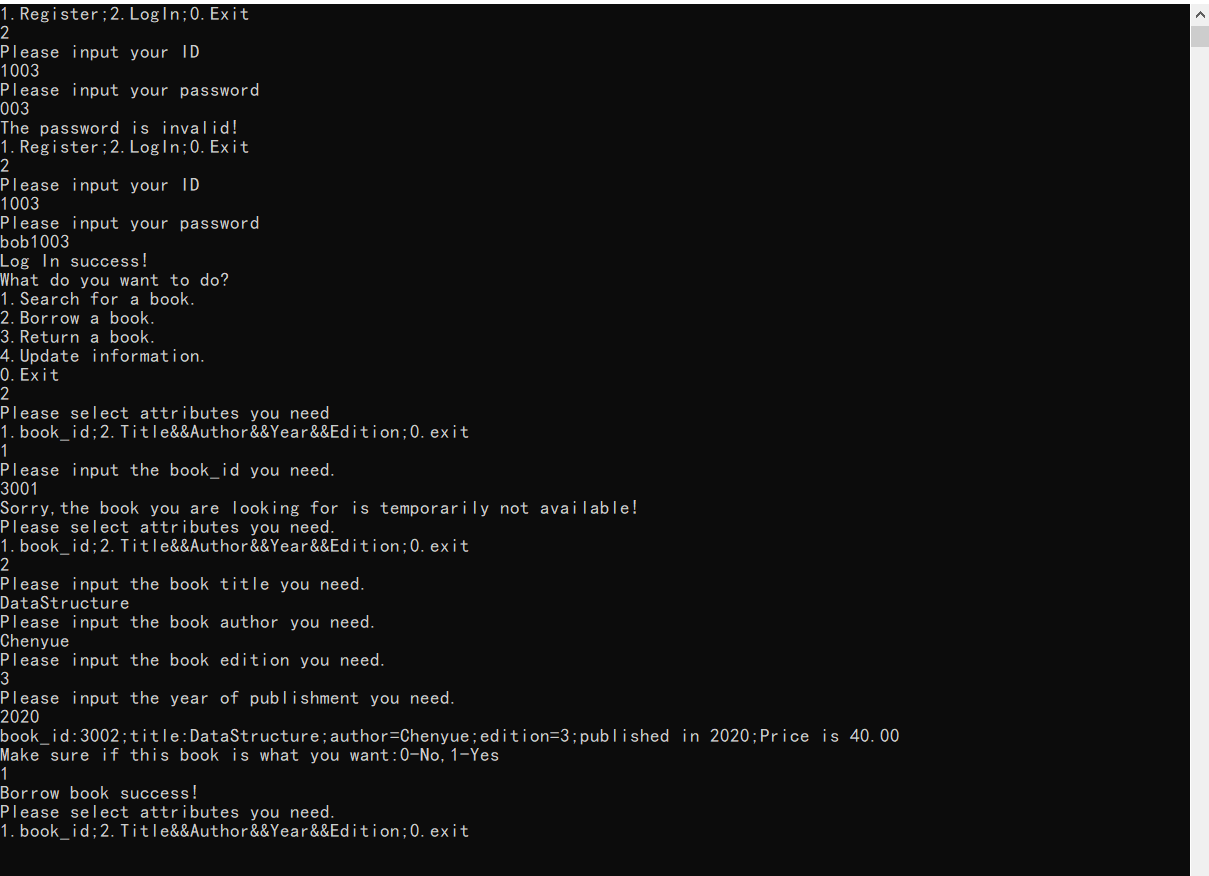 1.Register;2.LogIn;0.Exit
2
Please input your ID
1003
Please input your password
003
The password is invalid!
1.Register;2.LogIn;0.Exit
2
Please input your ID
1003
Please input your password
bob1003
Log In success!
What do you want to do?
1.Search for a book.
2.Borrow a book.
3.Return a book.
4.Update information.
0.Exit
2
Please select attributes you need
1.book_id;2.Title&&Author&&Year&&Edition;0.exit
1
Please input the book_id you need.
3001
Sorry,the book you are looking for is temporarily not available!
Please select attributes you need.
1.book_id;2.Title&&Author&&Year&&Edition;0.exit
2
Please input the book title you need.
DataStructure
Please input the book author you need.
Chenyue
Please input the book edition you need.
3
Please input the year of publishment you need.
2020
book_id:3002;title:DataStructure;author=Chenyue;edition=3;published in 2020;Price is 40.00
Make sure if this book is what you want:0-No,1-Yes
1
Borrow book success!
Please select attributes you need.
1.book_id;2.Title&&Author&&Year&&Edition;0.exit